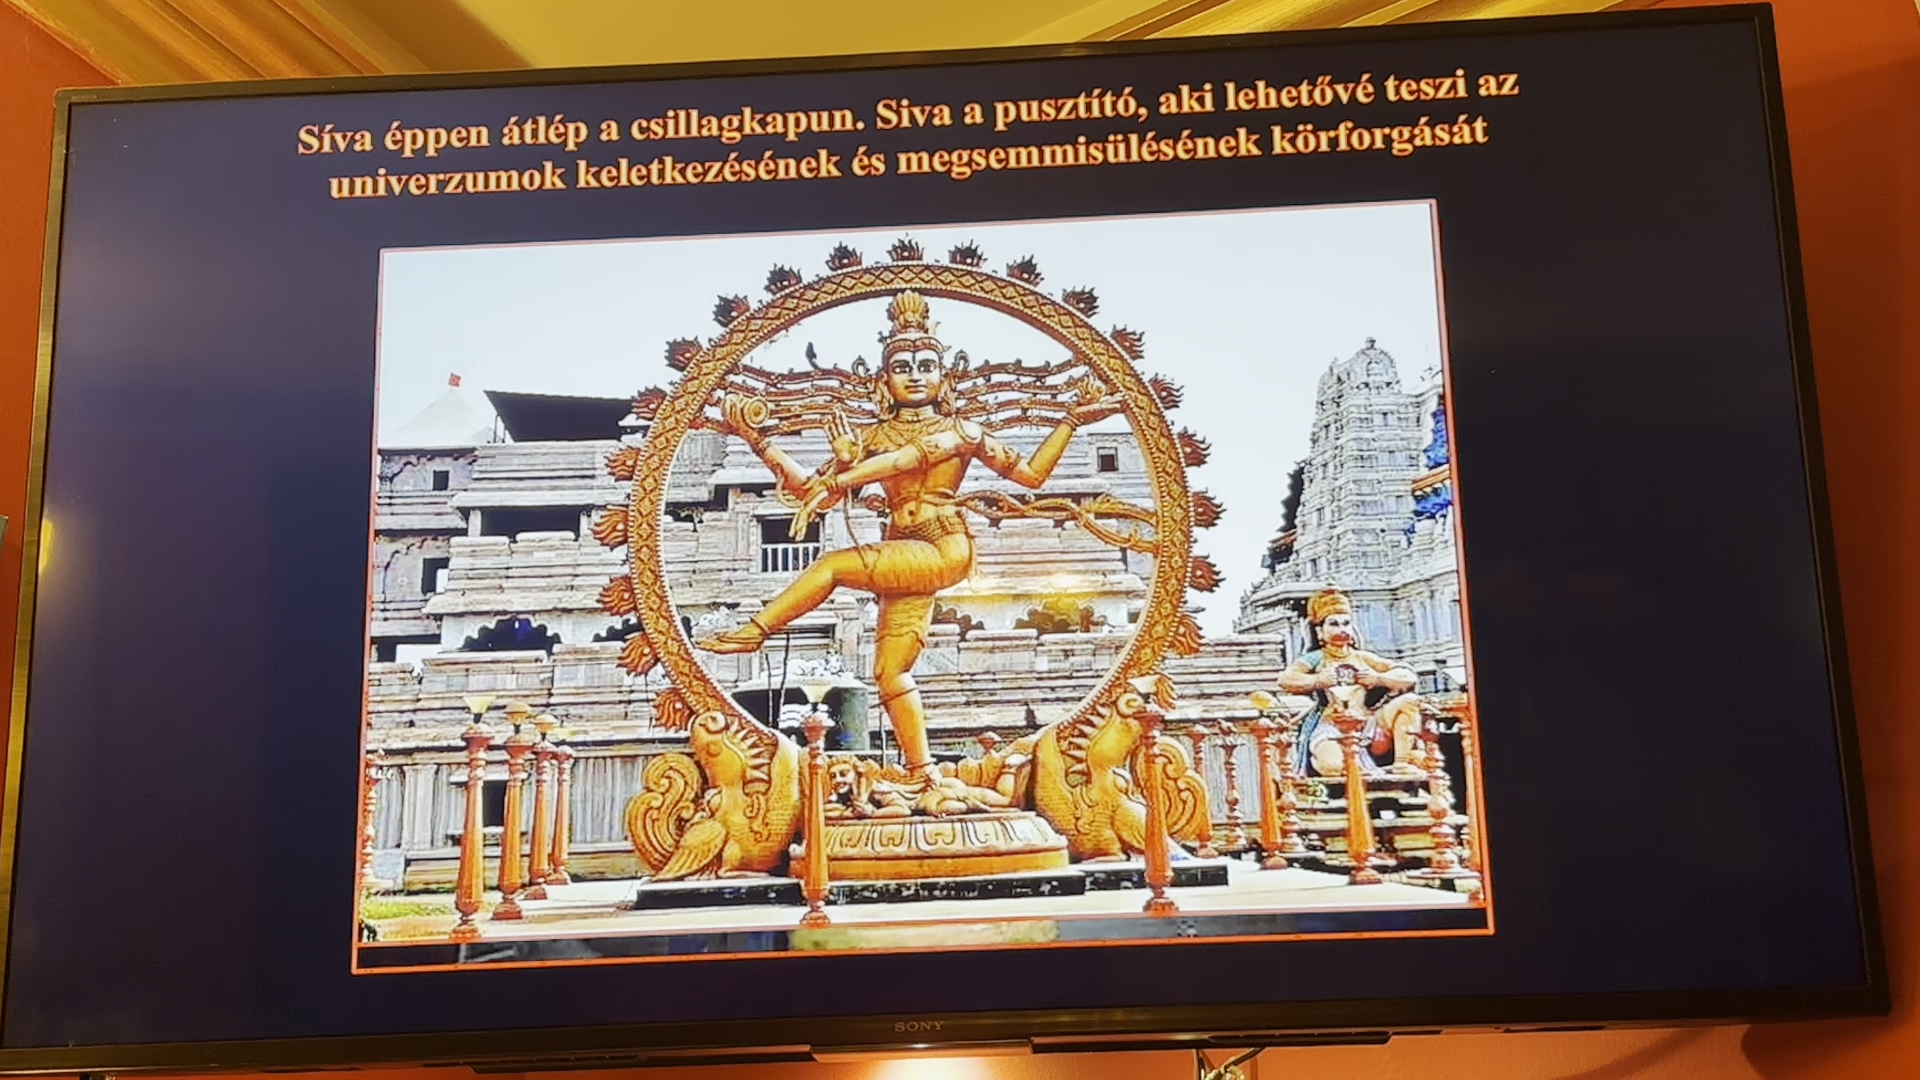 Síva éppen átlép a csillagkapun. Siva a pusztító, aki lehetővé teszi az
univerzumok keletkezésének és megsemmisülésének körforgását
SONY